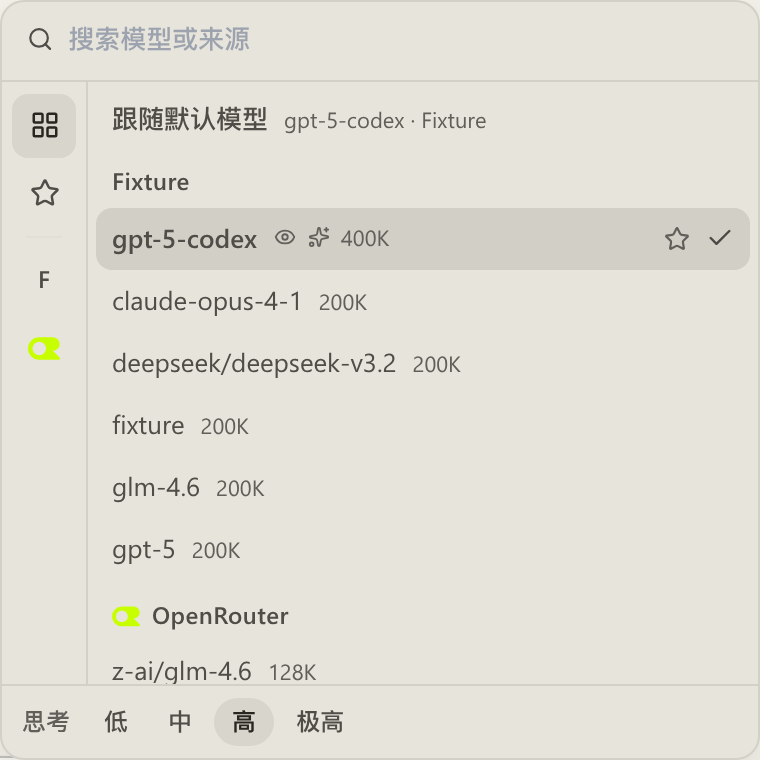 搜索模型或来源
跟随默认模型 gpt-5-codex · Fixture
Fixture
gpt-5-codex 400K
F
claude-opus-4-1 200K
deepseek/deepseek-v3.2 200K
fixture 200K
glm-4.6 200K
gpt-5 200K
OpenRouter
z-ai/glm-4.6 128K
思考 低 中 高 极高